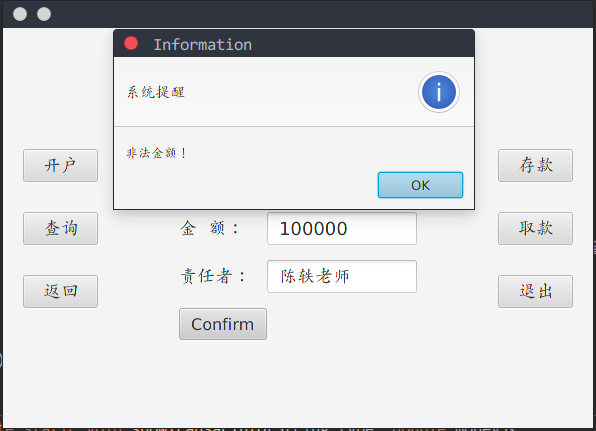 Information
系统提醒
i
非法金额！
OK
开户
存款
查询
金 额： 100000
取款
返回
责任者： 陈轶老师
退出
Confirm